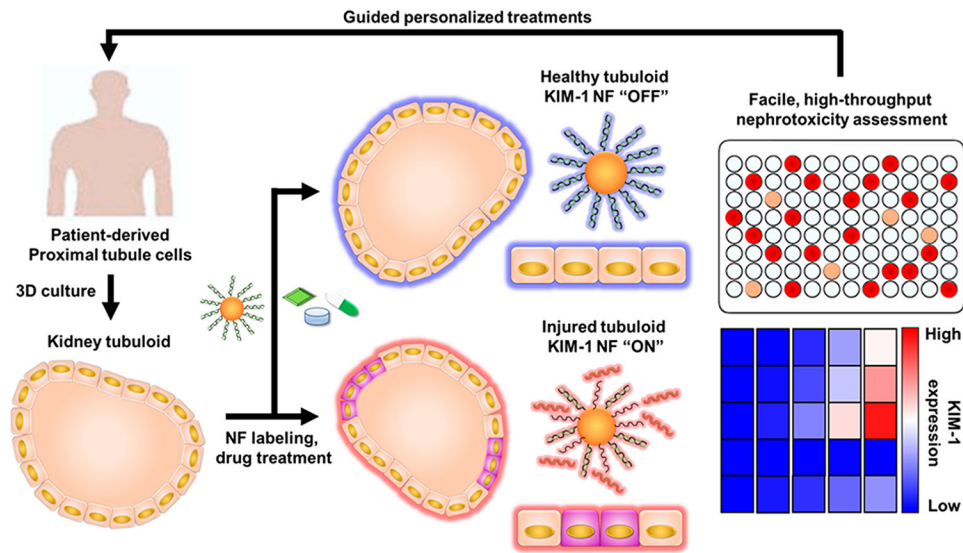 Guided personalized treatments
Patient-derived
Proximal tubule cells
3D culture
Kidney tubuloid
NF labeling,
drug treatment
Healthy tubuloid
KIM-1 NF “OFF”
Injured tubuloid
KIM-1 NF “ON”
Facile, high-throughput
nephrotoxicity assessment
High
KIM-1
expression
Low